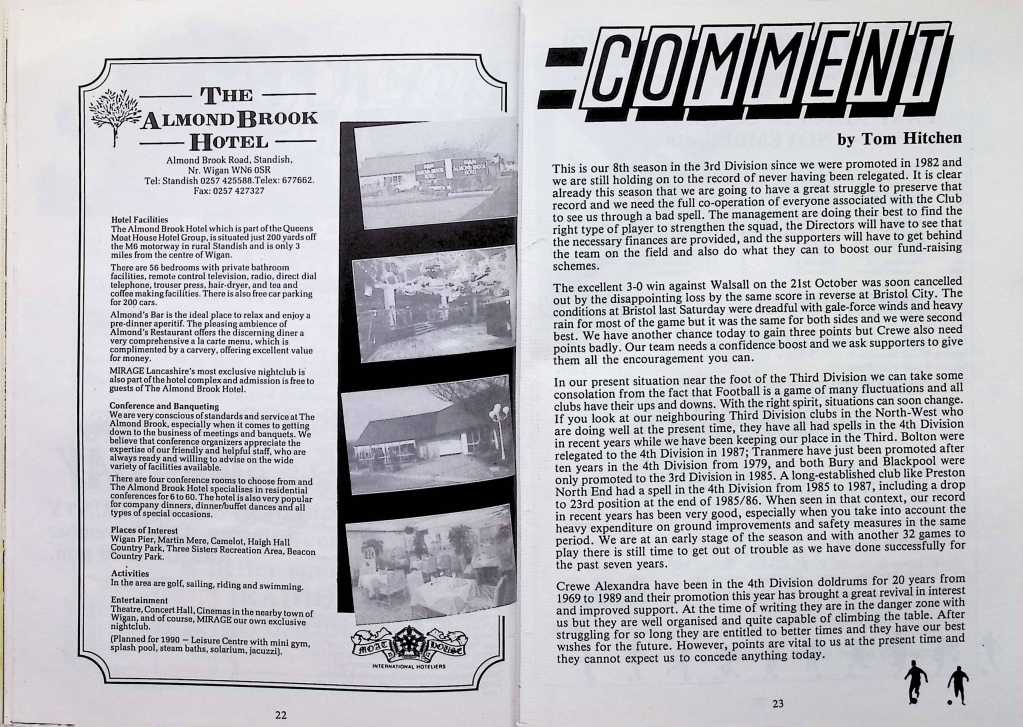 THE
ALMOND BROOK
HOTEL
Almond Brook Road, Standish,
Nr. Wigan WN6 0SR
Tel: Standish 0257 425588.Telex: 677662.
Fax: 0257 427327
Hotel Facilities
The Almond Brook Hotel which is part of the Queens
Moat House Hotel Group, is situated just 200 yards off
the M6 motorway in rural Standish and is only 3
miles from the centre of Wigan.
There are 56 bedrooms with private bathroom
facilities, remote control television, radio, direct dial
telephone, trouser press, hair-dryer, and tea and
coffee making facilities. There is also free car parking
for 200 cars.
Almond's Bar is the ideal place to relax and enjoy a
pre-dinner aperitif. The pleasing ambience of
Almond's Restaurant offers the discerning diner a
very comprehensive a la carte menu, which is
complimented by a carvery, offering excellent value
for money.
MIRAGE Lancashire's most exclusive nightclub is
also part of the hotel complex and admission is free to
guests of The Almond Brook Hotel.
Conference and Banqueting
We are very conscious of standards and service at The
Almond Brook, especially when it comes to getting
down to the business of meetings and banquets. We
believe that conference organizers appreciate the
expertise of our friendly and helpful staff, who are
always ready and willing to advise on the wide
variety of facilities available.
There are four conference rooms to choose from and
The Almond Brook Hotel specialises in residential
conferences for 6 to 60. The hotel is also very popular
for company dinners, dinner/buffet dances and all
types of special occasions.
Places of Interest
Wigan Pier, Martin Mere, Camelot, Haigh Hall
Country Park, Three Sisters Recreation Area, Beacon
Country Park.
Activities
In the area are golf, sailing, riding and swimming.
Entertainment
Theatre, Concert Hall, Cinemas in the nearby town of
Wigan, and of course, MIRAGE our own exclusive
nightclub.
(Planned for 1990 – Leisure Centre with mini gym,
splash pool, steam baths, solarium, jacuzzi).
MOAT HOUSE
INTERNATIONAL HOTELIERS
22
COMMENT
by Tom Hitchen
This is our 8th season in the 3rd Division since we were promoted in 1982 and
we are still holding on to the record of never having been relegated. It is clear
already this season that we are going to have a great struggle to preserve that
record and we need the full co-operation of everyone associated with the Club
to see us through a bad spell. The management are doing their best to find the
right type of player to strengthen the squad, the Directors will have to see that
the necessary finances are provided, and the supporters will have to get behind
the team on the field and also do what they can to boost our fund-raising
schemes.
The excellent 3-0 win against Walsall on the 21st October was soon cancelled
out by the disappointing loss by the same score in reverse at Bristol City. The
conditions at Bristol last Saturday were dreadful with gale-force winds and heavy
rain for most of the game but it was the same for both sides and we were second
best. We have another chance today to gain three points but Crewe also need
points badly. Our team needs a confidence boost and we ask supporters to give
them all the encouragement you can.
In our present situation near the foot of the Third Division we can take some
consolation from the fact that Football is a game of many fluctuations and all
clubs have their ups and downs. With the right spirit, situations can soon change.
If you look at our neighbouring Third Division clubs in the North-West who
are doing well at the present time, they have all had spells in the 4th Division
in recent years while we have been keeping our place in the Third. Bolton were
relegated to the 4th Division in 1987; Tranmere have just been promoted after
ten years in the 4th Division from 1979, and both Bury and Blackpool were
only promoted to the 3rd Division in 1985. A long-established club like Preston
North End had a spell in the 4th Division from 1985 to 1987, including a drop
to 23rd position at the end of 1985/86. When seen in that context, our record
in recent years has been very good, especially when you take into account the
heavy expenditure on ground improvements and safety measures in the same
period. We are at an early stage of the season and with another 32 games to
play there is still time to get out of trouble as we have done successfully for
the past seven years.
Crewe Alexandra have been in the 4th Division doldrums for 20 years from
1969 to 1989 and their promotion this year has brought a great revival in interest
and improved support. At the time of writing they are in the danger zone with
us but they are well organised and quite capable of climbing the table. After
struggling for so long they are entitled to better times and they have our best
wishes for the future. However, points are vital to us at the present time and
they cannot expect us to concede anything today.
23